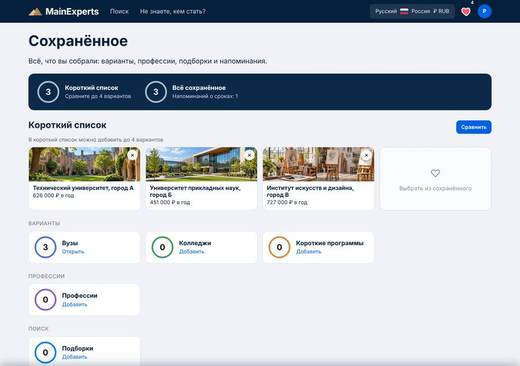 MainExperts Поиск Не знаете, кем стать? Русский Россия ₽ RUB 4 P
Сохранённое
Всё, что вы собрали: варианты, профессии, подборки и напоминания.
3 Короткий список
Сравните до 4 вариантов
3 Всё сохранённое
Напоминаний о сроках: 1
Короткий список
Сравнить
В короткий список можно добавить до 4 вариантов
Технический университет, город А
626 000 ₽ в год
Университет прикладных наук, город Б
451 000 ₽ в год
Институт искусств и дизайна, город В
727 000 ₽ в год
Выбрать из сохранённого
ВАРИАНТЫ
3 Вузы
Открыть
0 Колледжи
Добавить
0 Короткие программы
Добавить
ПРОФЕССИИ
0 Профессии
Добавить
ПОИСК
0 Подборки
Добавить